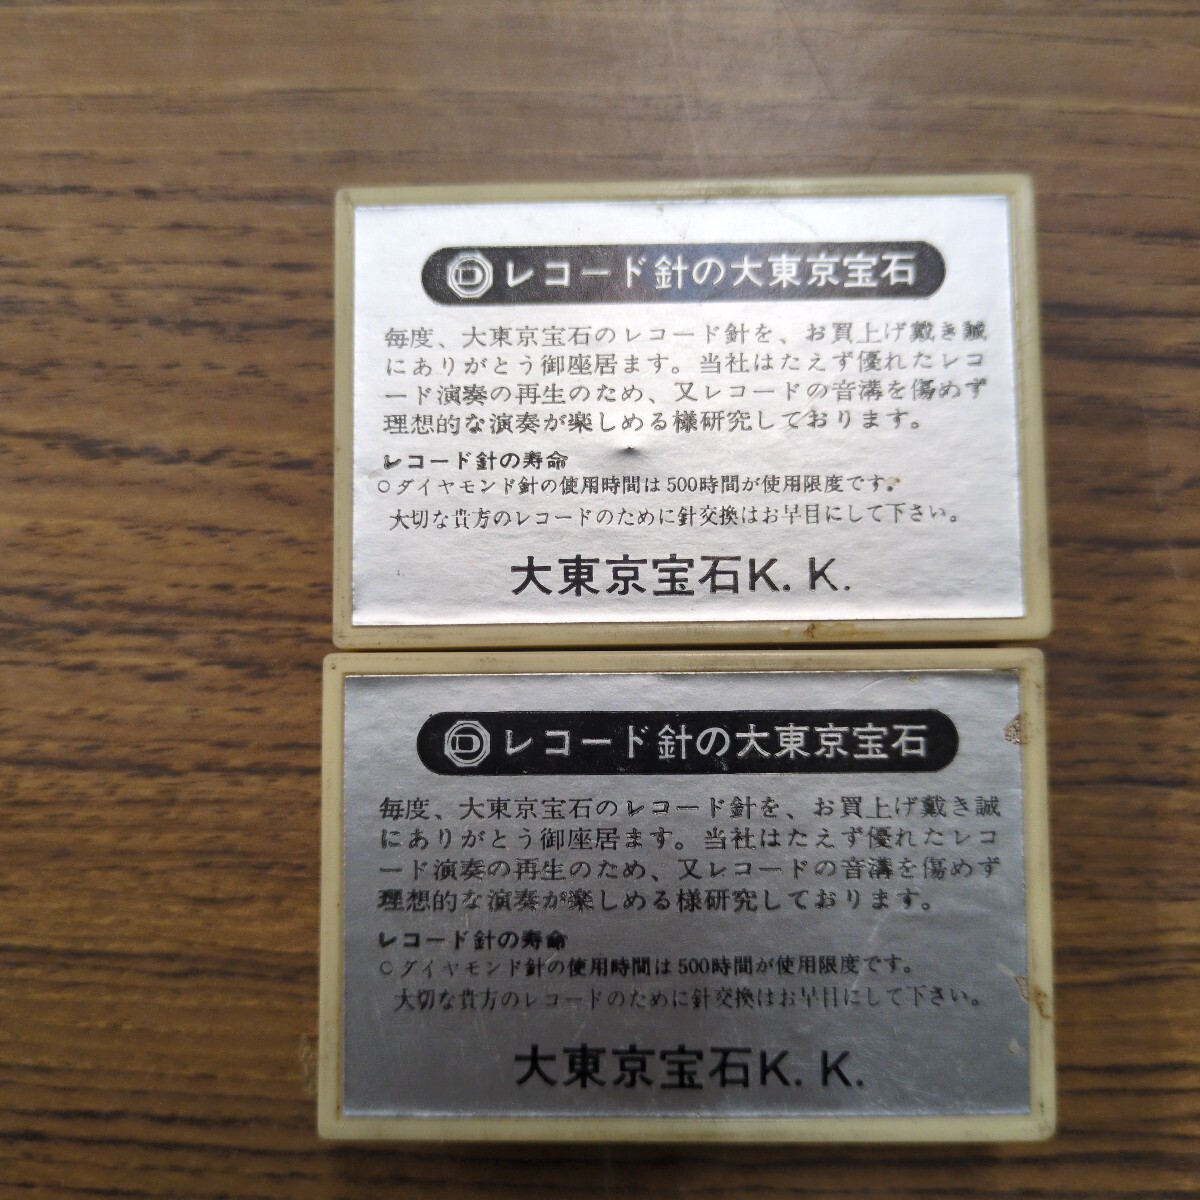 D レコード針の大東京宝石
毎度、大東京宝石のレコード針を、お買上げ戴き誠
にありがとう御座居ます。当社はたえず優れたレコ
ード演奏の再生のため、又レコードの音溝を傷めず
理想的な演奏が楽しめる様研究しております。
レコード針の寿命
○ダイヤモンド針の使用時間は500時間が使用限度です。
大切な貴方のレコードのために針交換はお早目にして下さい。
大東京宝石K.K.
D レコード針の大東京宝石
毎度、大東京宝石のレコード針を、お買上げ戴き誠
にありがとう御座居ます。当社はたえず優れたレコ
ード演奏の再生のため、又レコードの音溝を傷めず
理想的な演奏が楽しめる様研究しております。
レコード針の寿命
○ダイヤモンド針の使用時間は500時間が使用限度です。
大切な貴方のレコードのために針交換はお早目にして下さい。
大東京宝石K.K.